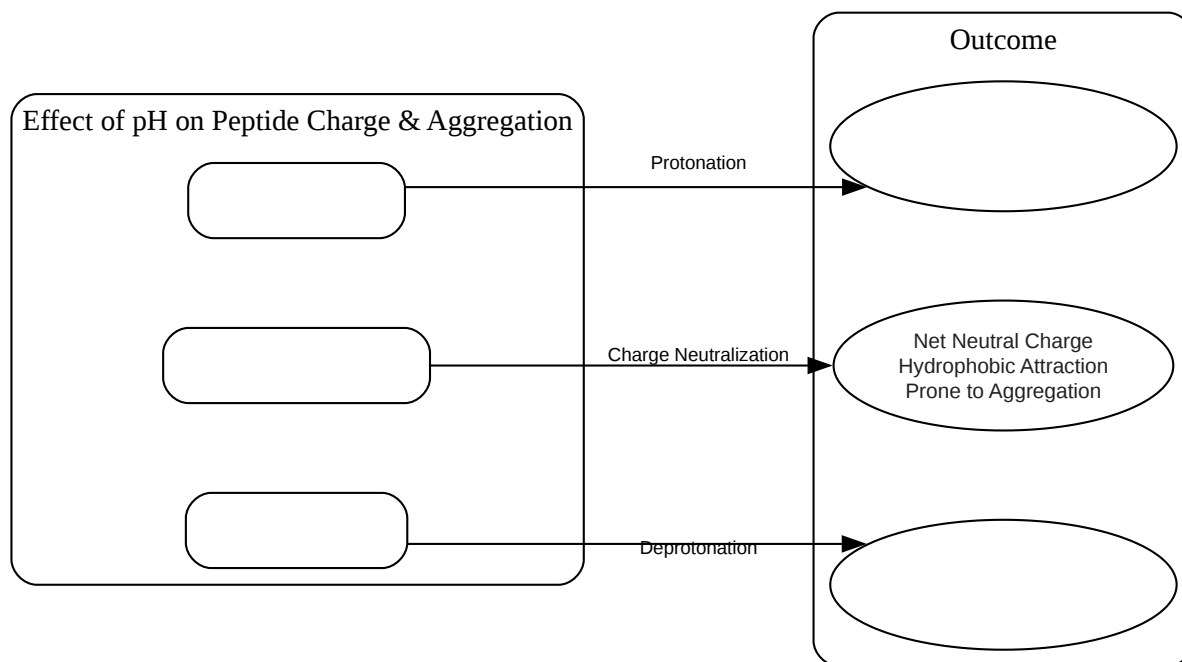 Outcome
Effect of pH on Peptide Charge & Aggregation
Protonation
Charge Neutralization
Net Neutral Charge
Hydrophobic Attraction
Prone to Aggregation
Deprotonation